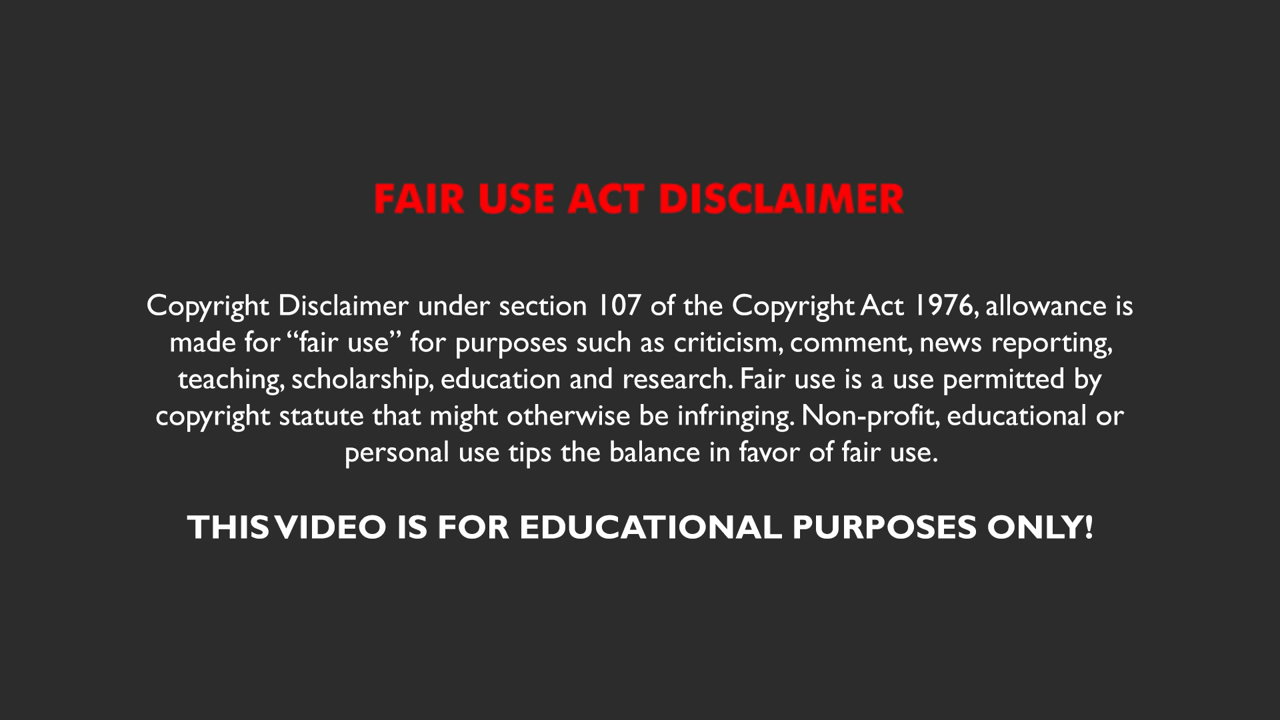 FAIR USE ACT DISCLAIMER
Copyright Disclaimer under section 107 of the Copyright Act 1976, allowance is
made for “fair use” for purposes such as criticism, comment, news reporting,
teaching, scholarship, education and research. Fair use is a use permitted by
copyright statute that might otherwise be infringing. Non-profit, educational or
personal use tips the balance in favor of fair use.
THIS VIDEO IS FOR EDUCATIONAL PURPOSES ONLY!